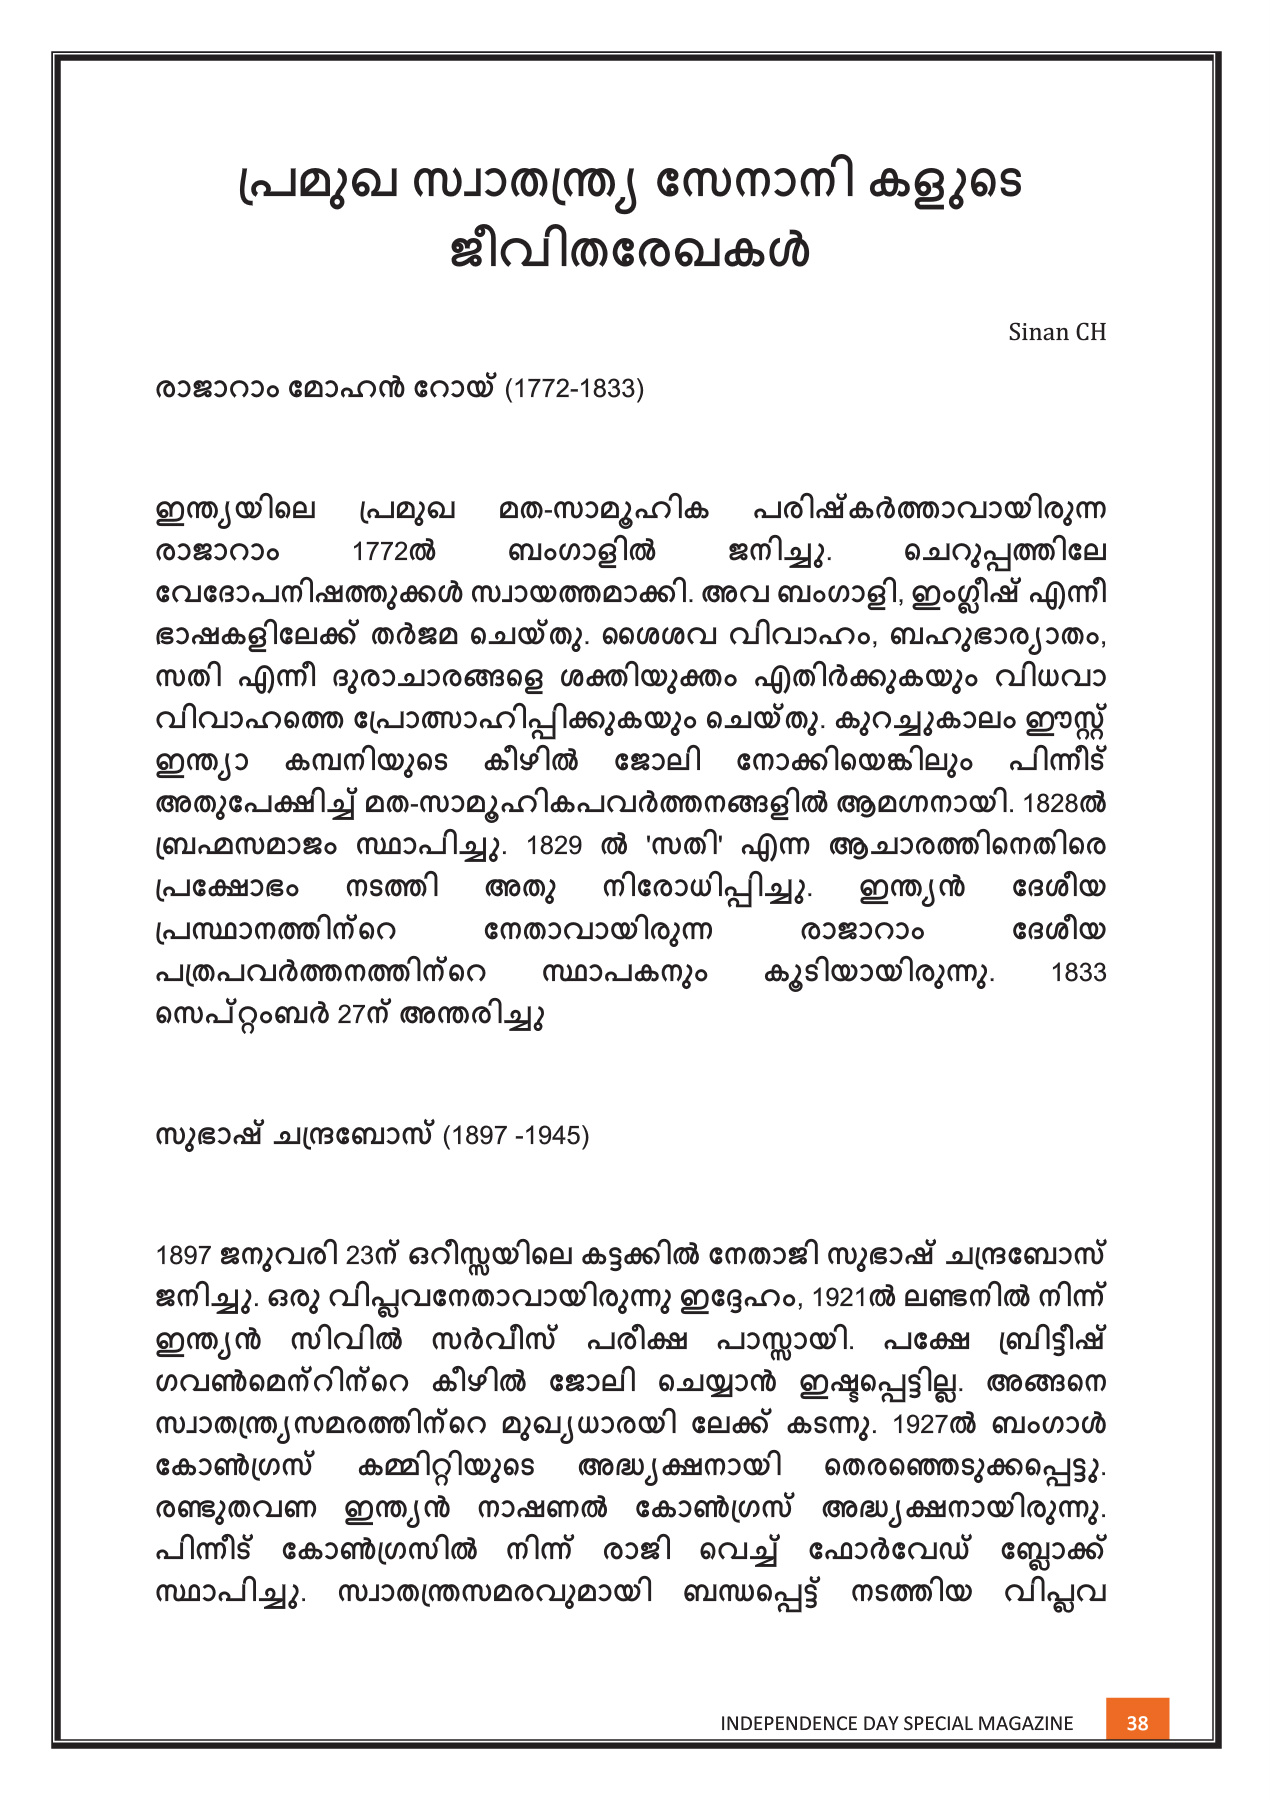 പ്രമുഖ സ്വാതന്ത്ര്യ സേനാനി കളുടെ
ജീവിതരേഖകൾ
Sinan CH
രാജാറാം മോഹൻ റോയ് (1772-1833)
ഇന്ത്യയിലെ പ്രമുഖ മത-സാമൂഹിക പരിഷ്കർത്താവായിരുന്ന
രാജാറാം 1772ൽ ബംഗാളിൽ ജനിച്ചു. ചെറുപ്പത്തിലേ
വേദോപനിഷത്തുക്കൾ സ്വായത്തമാക്കി. അവ ബംഗാളി, ഇംഗ്ലീഷ് എന്നീ
ഭാഷകളിലേക്ക് തർജമ ചെയ്തു. ശൈശവ വിവാഹം, ബഹുഭാര്യാതം,
സതി എന്നീ ദുരാചാരങ്ങളെ ശക്തിയുക്തം എതിർക്കുകയും വിധവാ
വിവാഹത്തെ പ്രോത്സാഹിപ്പിക്കുകയും ചെയ്തു. കുറച്ചുകാലം ഈസ്റ്റ്
ഇന്ത്യാ കമ്പനിയുടെ കീഴിൽ ജോലി നോക്കിയെങ്കിലും പിന്നീട്
അതുപേക്ഷിച്ച് മത-സാമൂഹികപവർത്തനങ്ങളിൽ ആമഗ്നനായി. 1828ൽ
ബ്രഹ്മസമാജം സ്ഥാപിച്ചു. 1829 ൽ 'സതി' എന്ന ആചാരത്തിനെതിരെ
പ്രക്ഷോഭം നടത്തി അതു നിരോധിപ്പിച്ചു. ഇന്ത്യൻ ദേശീയ
പ്രസ്ഥാനത്തിന്റെ നേതാവായിരുന്ന രാജാറാം ദേശീയ
പത്രപവർത്തനത്തിന്റെ സ്ഥാപകനും കൂടിയായിരുന്നു. 1833
സെപ്റ്റംബർ 27ന് അന്തരിച്ചു
സുഭാഷ് ചന്ദ്രബോസ് (1897 -1945)
1897 ജനുവരി 23ന് ഒറീസ്സയിലെ കട്ടക്കിൽ നേതാജി സുഭാഷ് ചന്ദ്രബോസ്
ജനിച്ചു. ഒരു വിപ്ലവനേതാവായിരുന്നു ഇദ്ദേഹം, 1921ൽ ലണ്ടനിൽ നിന്ന്
ഇന്ത്യൻ സിവിൽ സർവീസ് പരീക്ഷ പാസ്സായി. പക്ഷേ ബ്രിട്ടീഷ്
ഗവൺമെന്റിന്റെ കീഴിൽ ജോലി ചെയ്യാൻ ഇഷ്ടപ്പെട്ടില്ല. അങ്ങനെ
സ്വാതന്ത്ര്യസമരത്തിന്റെ മുഖ്യധാരയി ലേക്ക് കടന്നു. 1927ൽ ബംഗാൾ
കോൺഗ്രസ് കമ്മിറ്റിയുടെ അദ്ധ്യക്ഷനായി തെരഞ്ഞെടുക്കപ്പെട്ടു.
രണ്ടുതവണ ഇന്ത്യൻ നാഷണൽ കോൺഗ്രസ് അദ്ധ്യക്ഷനായിരുന്നു.
പിന്നീട് കോൺഗ്രസിൽ നിന്ന് രാജി വെച്ച് ഫോർവേഡ് ബ്ലോക്ക്
സ്ഥാപിച്ചു. സ്വാതന്ത്രസമരവുമായി ബന്ധപ്പെട്ട് നടത്തിയ വിപ്ലവ
INDEPENDENCE DAY SPECIAL MAGAZINE 38